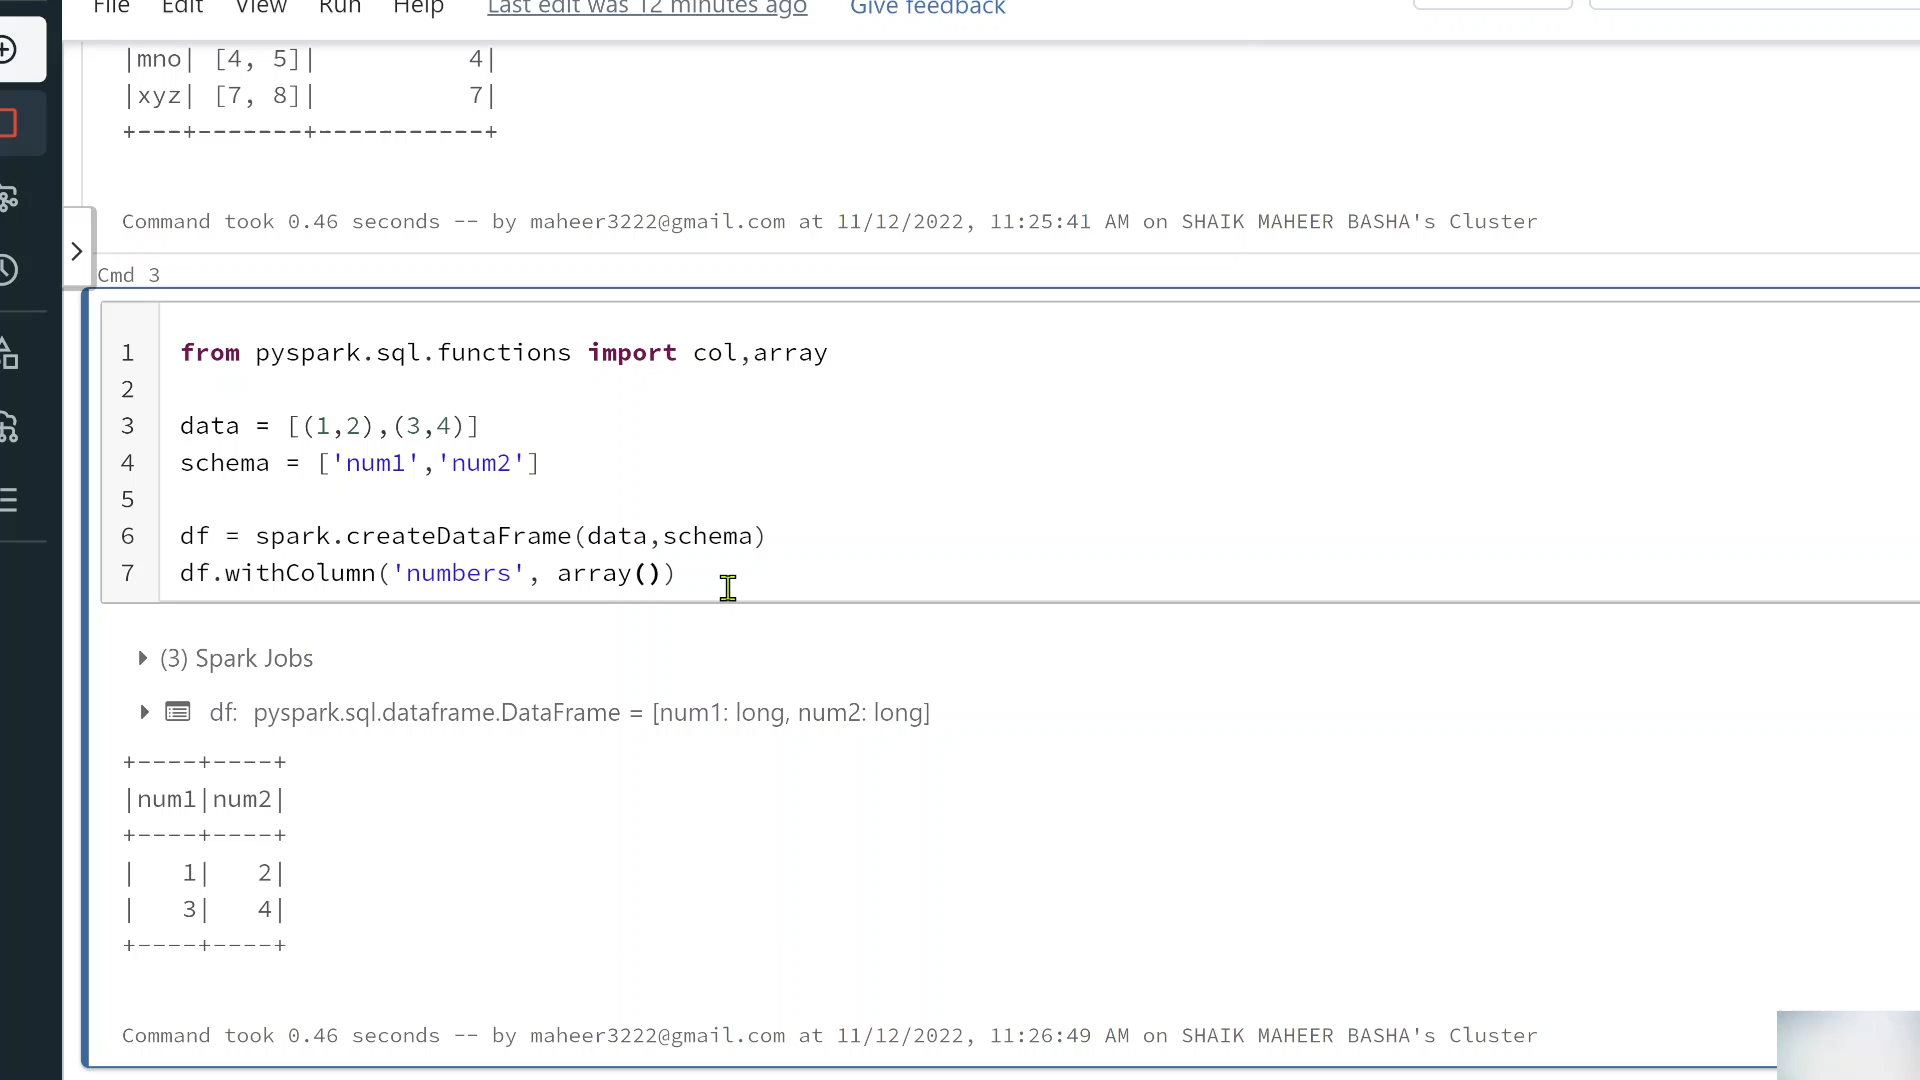 File Edit View Run Help Last edit was 12 minutes ago Give feedback
|mno| [4, 5]|           4|
|xyz| [7, 8]|           7|
+---+-------+------------+
Command took 0.46 seconds -- by maheer3222@gmail.com at 11/12/2022, 11:25:41 AM on SHAIK MAHEER BASHA's Cluster
Cmd 3
1 from pyspark.sql.functions import col,array
2
3 data = [(1,2),(3,4)]
4 schema = ['num1','num2']
5
6 df = spark.createDataFrame(data,schema)
7 df.withColumn('numbers', array())
(3) Spark Jobs
df: pyspark.sql.dataframe.DataFrame = [num1: long, num2: long]
+----+----+
|num1|num2|
+----+----+
|   1|   2|
|   3|   4|
+----+----+
Command took 0.46 seconds -- by maheer3222@gmail.com at 11/12/2022, 11:26:49 AM on SHAIK MAHEER BASHA's Cluster